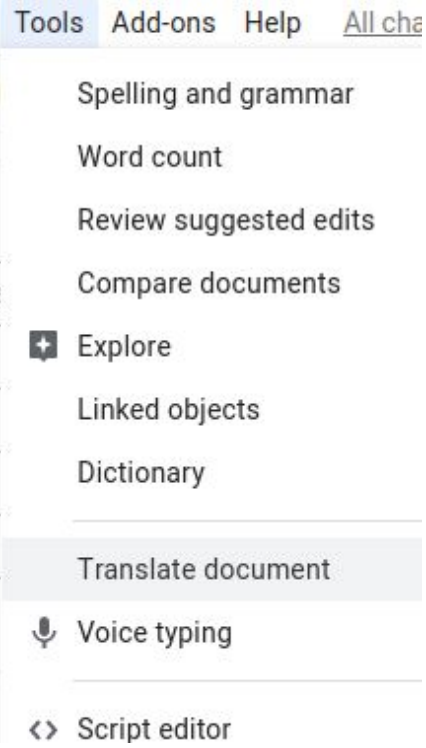 Tools Add-ons Help All cha
Spelling and grammar
Word count
Review suggested edits
Compare documents
Explore
Linked objects
Dictionary
Translate document
Voice typing
Script editor